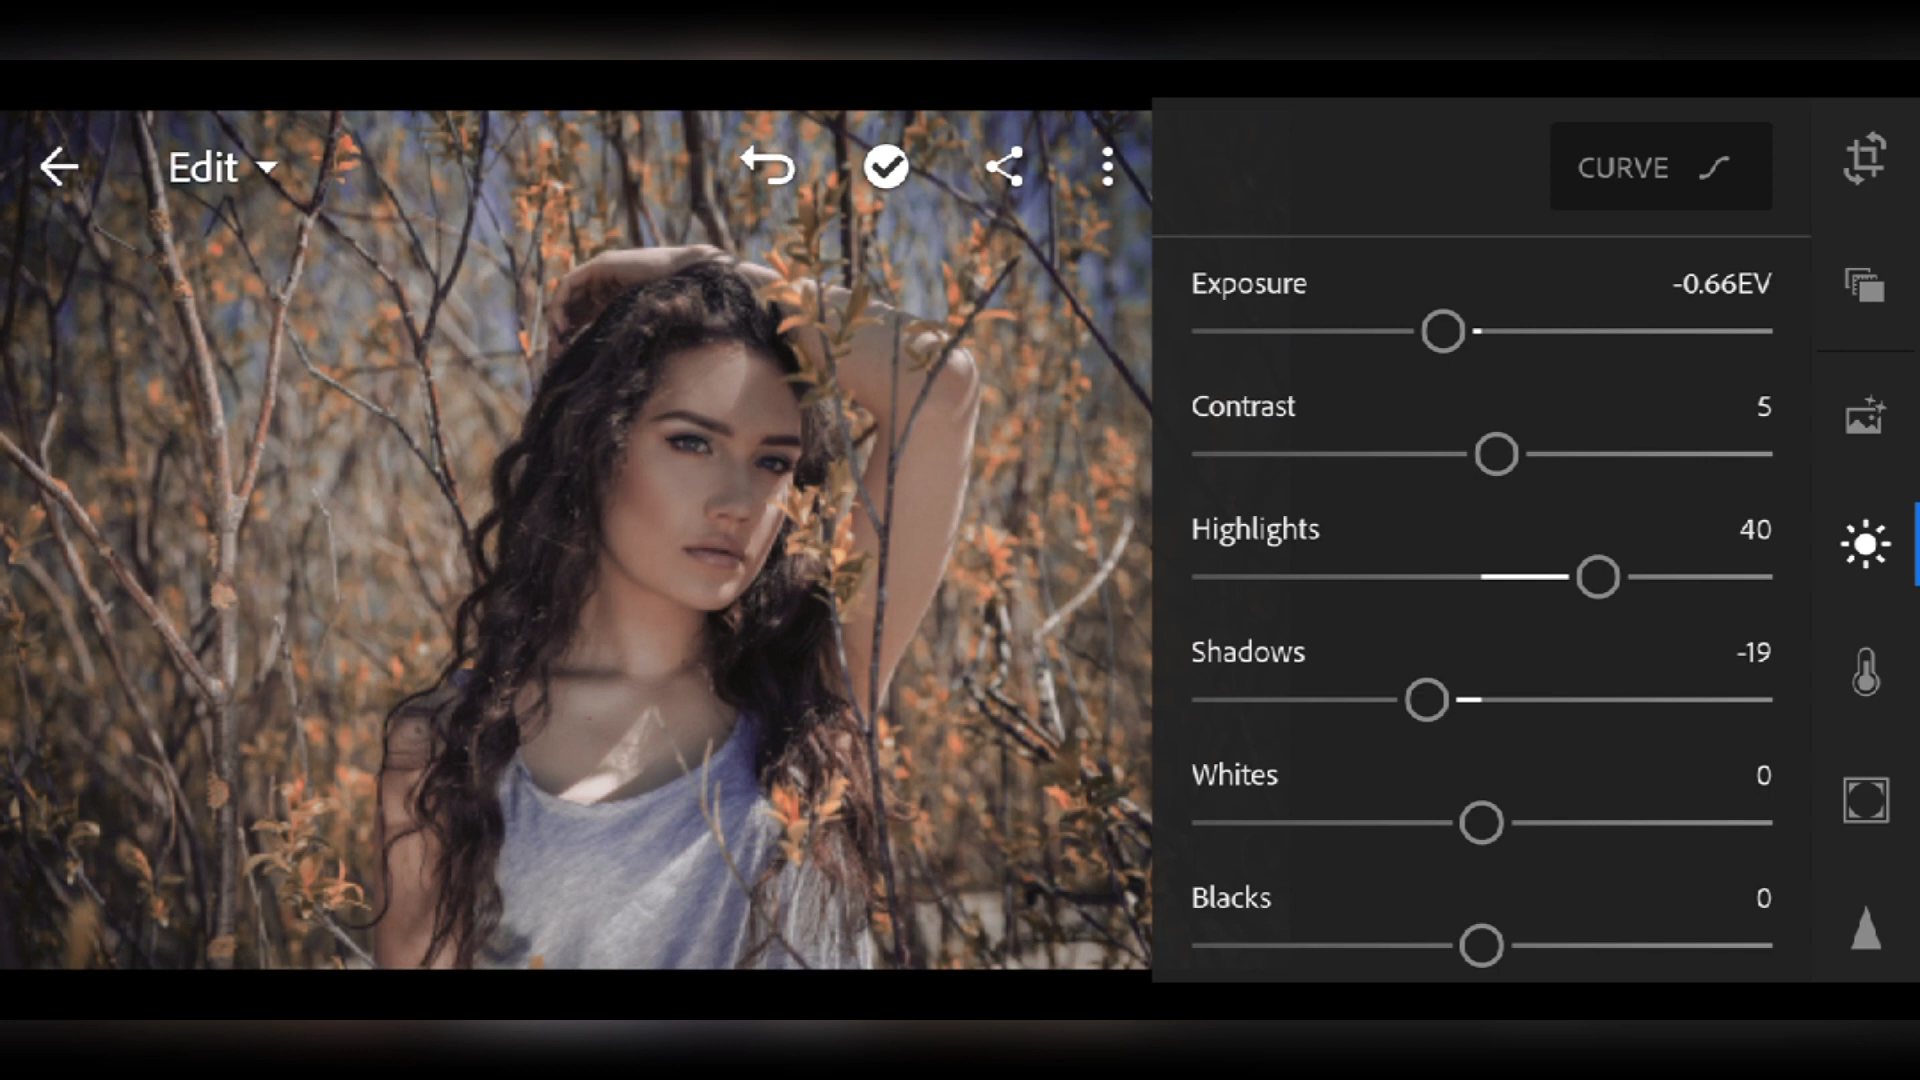 Edit
CURVE
Exposure -0.66EV
Contrast 5
Highlights 40
Shadows -19
Whites 0
Blacks 0